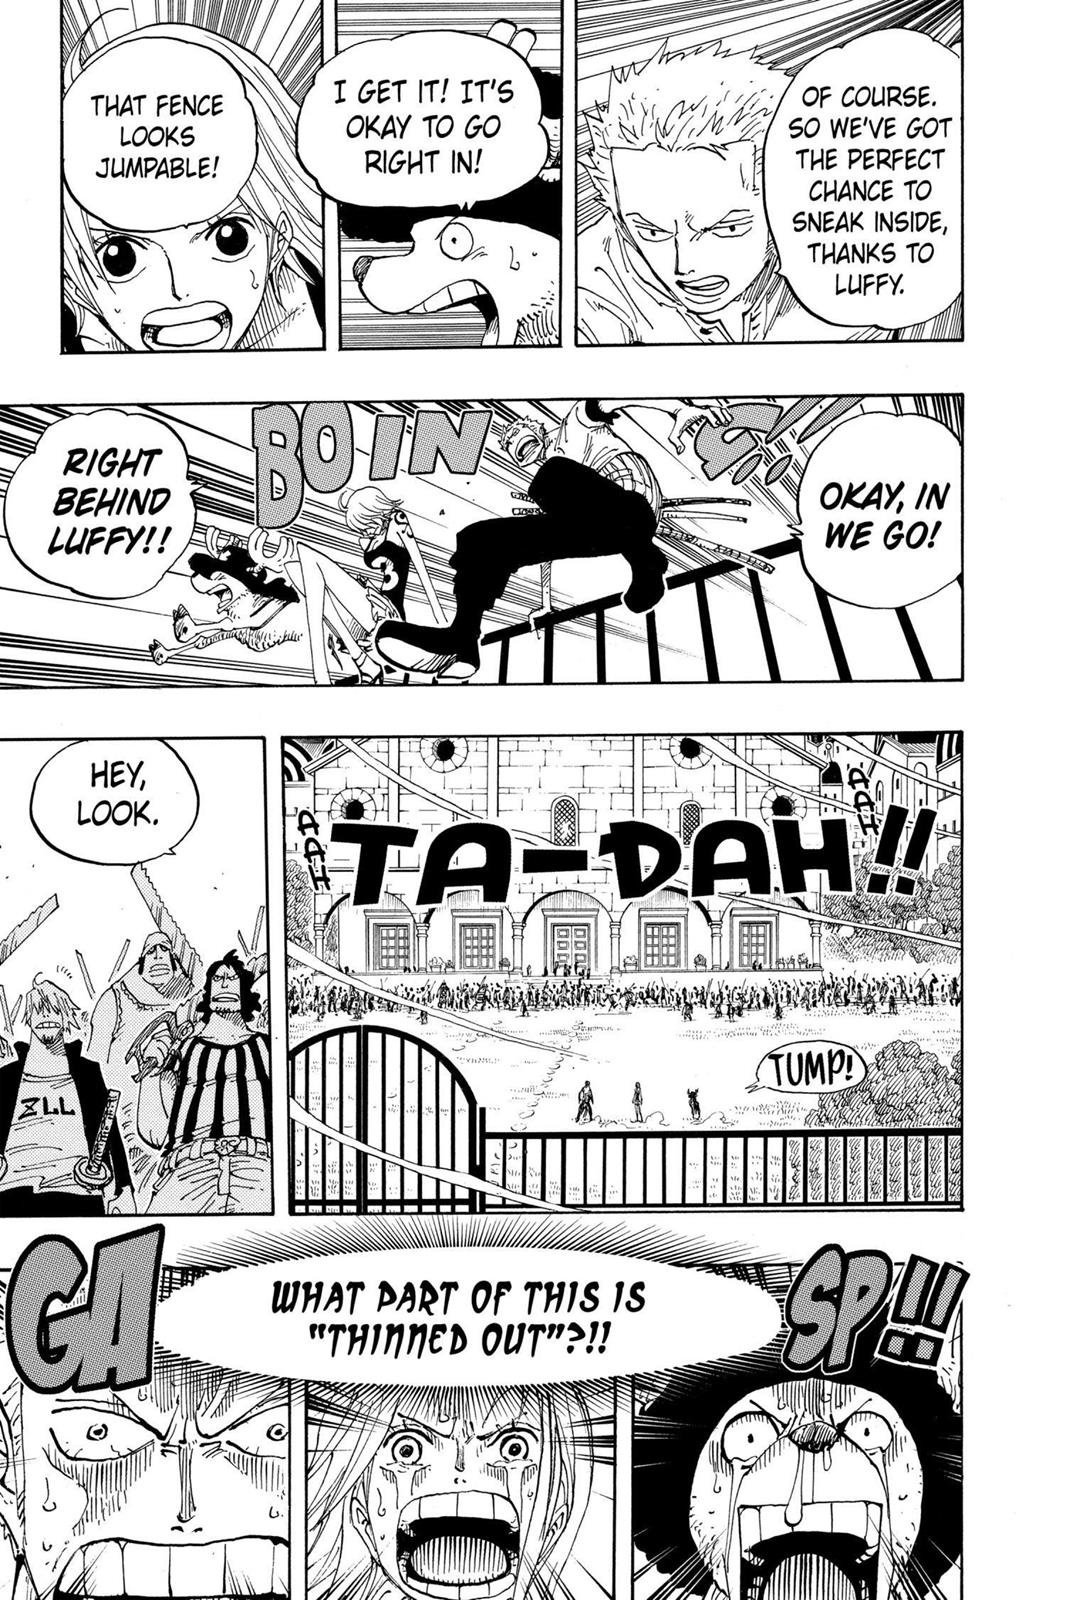 OF COURSE.
SO WE'VE GOT
THE PERFECT
CHANCE TO
SNEAK INSIDE,
THANKS TO
LUFFY.
I GET IT! IT'S
OKAY TO GO
RIGHT IN!
THAT FENCE
LOOKS
JUMPABLE!
OKAY, IN
WE GO!
BOIN
RIGHT
BEHIND
LUFFY!!
TA-DAH!!
TUMP!
HEY,
LOOK.
ZLL
GASP!!
WHAT PART OF THIS IS
"THINNED OUT"?!!